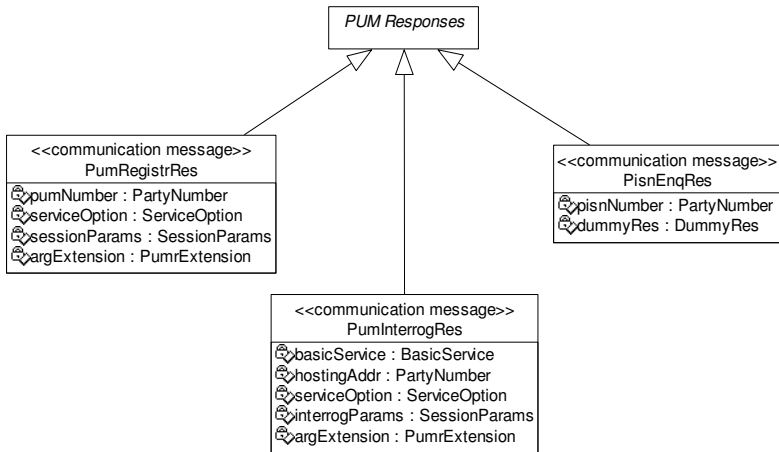 PUM Responses
<<communication message>>
PumRegistrRes
pumNumber : PartyNumber
serviceOption : ServiceOption
sessionParams : SessionParams
argExtension : PumrExtension
<<communication message>>
PisnEnqRes
pisnNumber : PartyNumber
dummyRes : DummyRes
<<communication message>>
PumInterrogRes
basicService : BasicService
hostingAddr : PartyNumber
serviceOption : ServiceOption
interrogParams : SessionParams
argExtension : PumrExtension